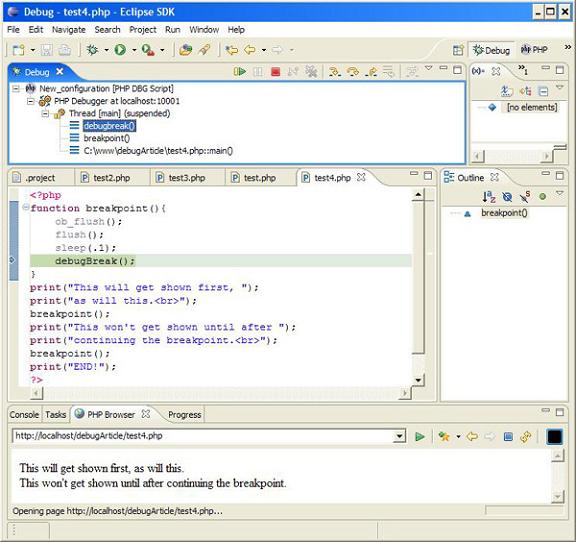 Debug - test4.php - Eclipse SDK
File Edit Navigate Search Project Run Window Help
Debug PHP
Debug
New_configuration [PHP DBG Script]
PHP Debugger at localhost:10001
Thread [main] (suspended)
debugbreak()
breakpoint()
C:\www\debugArticle\test4.php::main()
(x)= 1
[no elements]
.project test2.php test3.php test.php test4.php
<?php
function breakpoint(){
ob_flush();
flush();
sleep(.1);
debugBreak();
}
print("This will get shown first, ");
print("as will this.<br>");
breakpoint();
print("This won't get shown until after ");
print("continuing the breakpoint.<br>");
breakpoint();
print("END!");
?>
Outline
breakpoint()
Console Tasks PHP Browser Progress
http://localhost/debugArticle/test4.php
This will get shown first, as will this.
This won't get shown until after continuing the breakpoint.
Opening page http://localhost/debugArticle/test4.php...